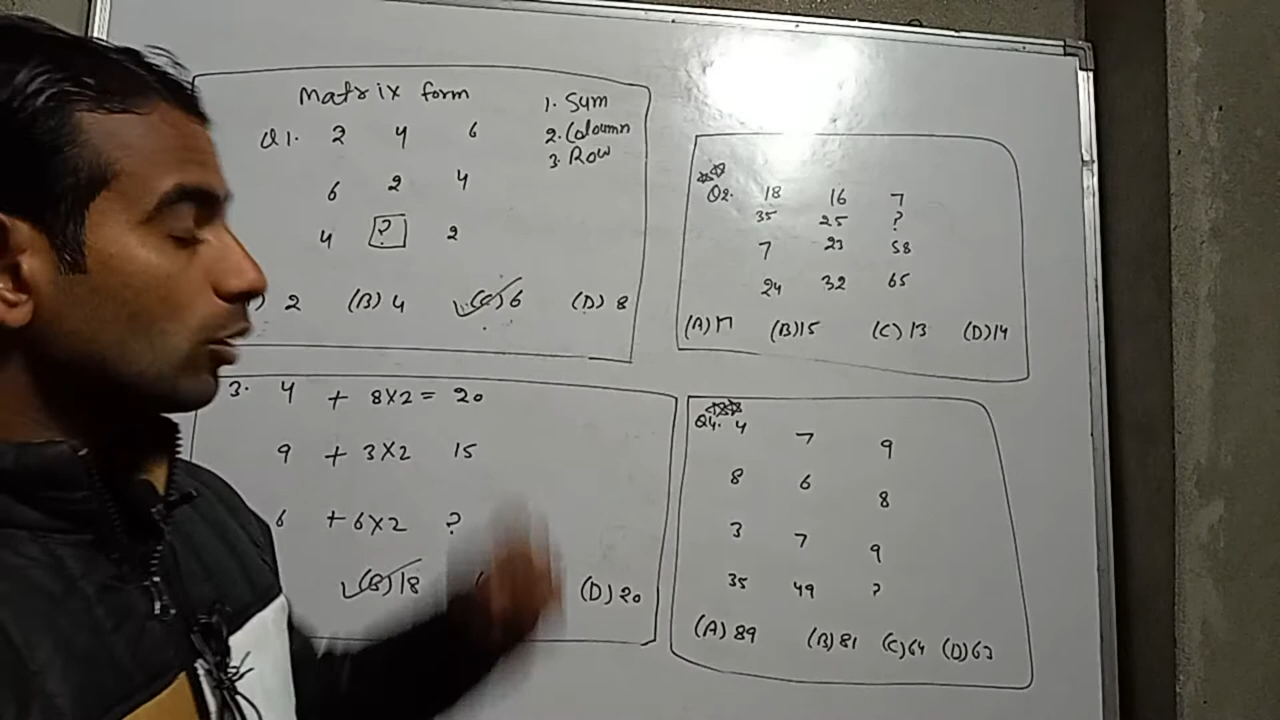 Matrix form
1. Sum
2. Coloumn
3. Row
Q1. 2 4 6
6 2 4
4 ? 2
) 2 (B) 4 (C) 6 (D) 8
Q2. 18 16 7
35 25 ?
7 23 58
24 32 65
(A) 17 (B) 15 (C) 13 (D) 14
3. 4 + 8×2 = 20
9 + 3×2 15
6 + 6×2 ?
(B) 18 (D) 20
Q4. 4 7 9
8 6 8
3 7 9
35 49 ?
(A) 89 (B) 81 (C) 64 (D) 63